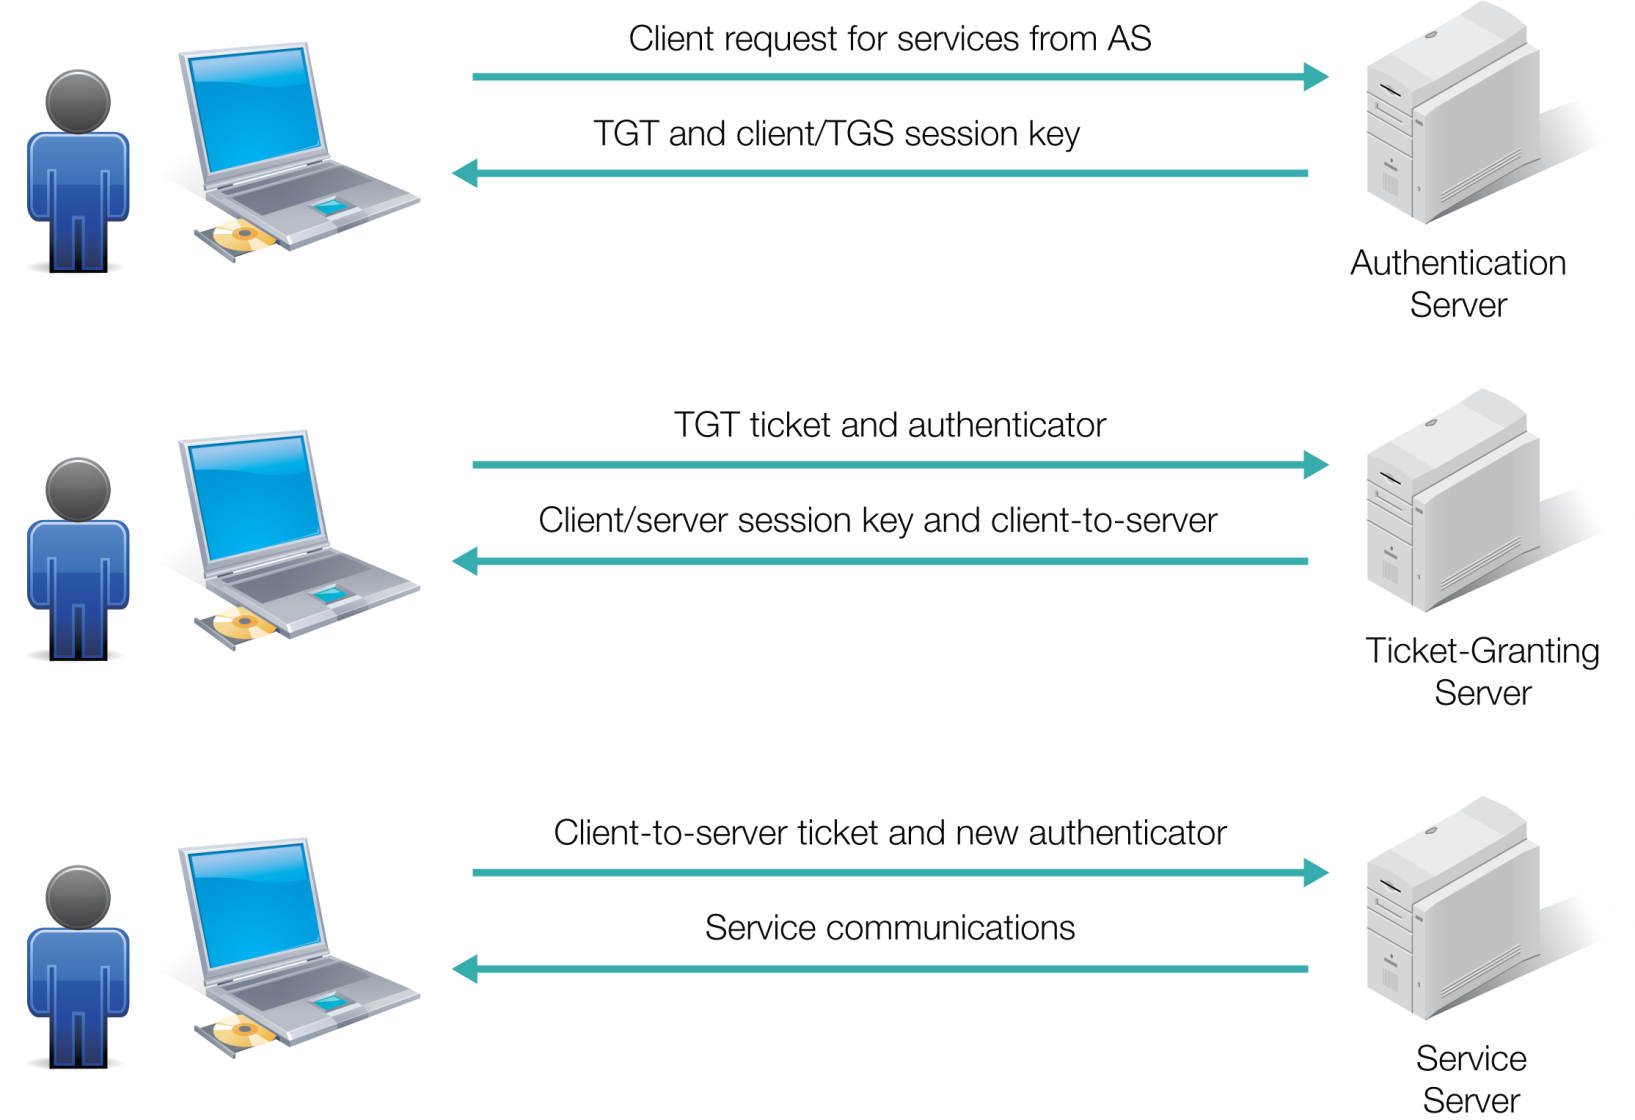 Client request for services from AS
TGT and client/TGS session key
Authentication
Server
TGT ticket and authenticator
Client/server session key and client-to-server
Ticket-Granting
Server
Client-to-server ticket and new authenticator
Service communications
Service
Server